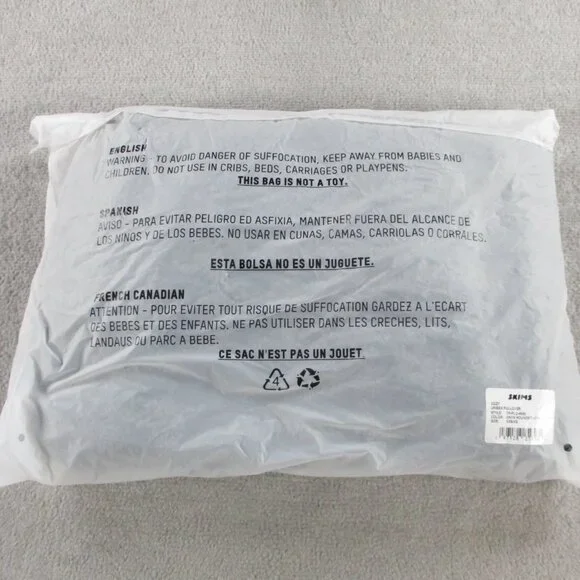 ENGLISH
WARNING - TO AVOID DANGER OF SUFFOCATION, KEEP AWAY FROM BABIES AND
CHILDREN. DO NOT USE IN CRIBS, BEDS, CARRIAGES OR PLAYPENS.
THIS BAG IS NOT A TOY.
SPANISH
AVISO - PARA EVITAR PELIGRO ED ASFIXIA, MANTENER FUERA DEL ALCANCE DE
LOS NINOS Y DE LOS BEBES. NO USAR EN CUNAS, CAMAS, CARRIOLAS O CORRALES.
ESTA BOLSA NO ES UN JUGUETE.
FRENCH CANADIAN
ATTENTION - POUR EVITER TOUT RISQUE DE SUFFOCATION GARDEZ A L'ECART
DES BEBES ET DES ENFANTS. NE PAS UTILISER DANS LES CRECHES, LITS,
LANDAUS OU PARC A BEBE.
CE SAC N'EST PAS UN JOUET
4
SKIMS
COZY